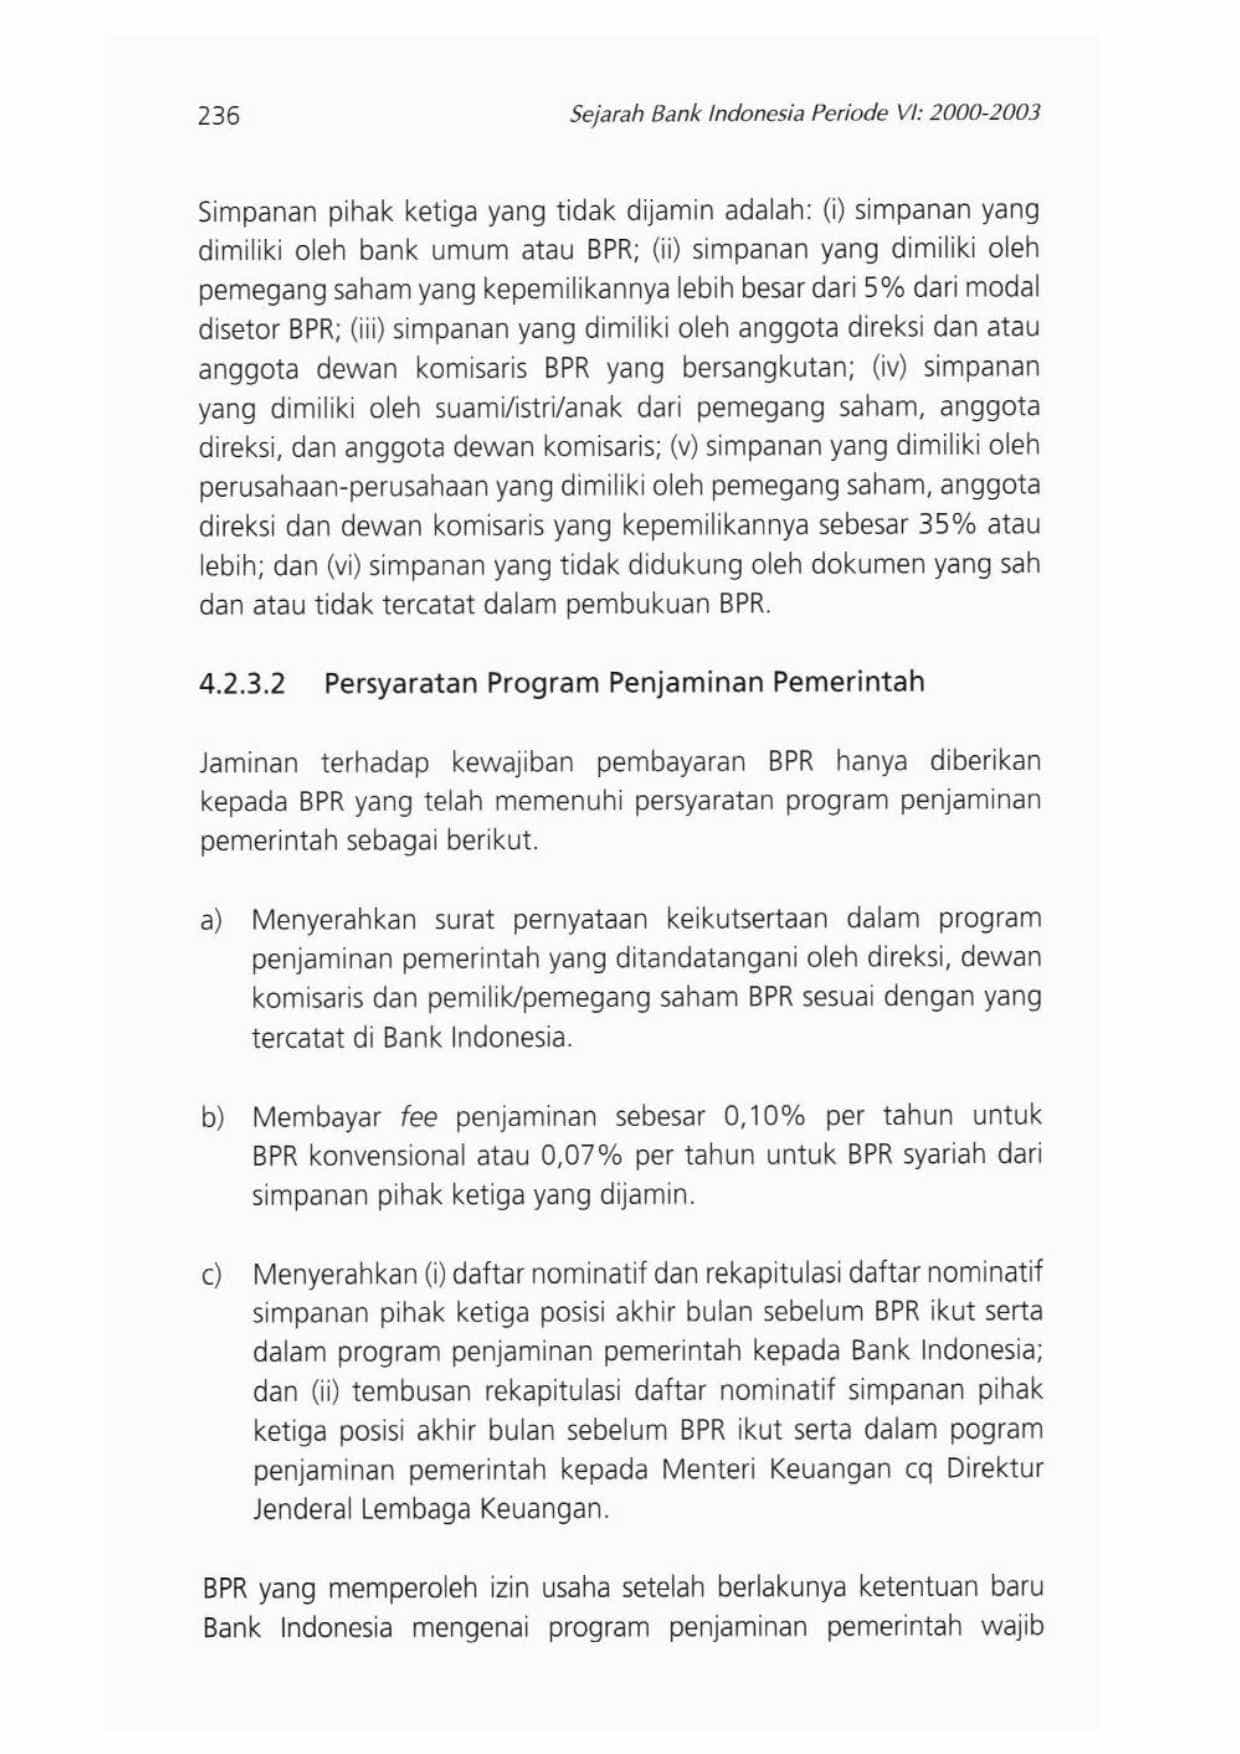 236
Sejarah Bank Indonesia Periode VI: 2000-2003
Simpanan pihak ketiga yang tidak dijamin adalah: (i) simpanan yang
dimiliki oleh bank umum atau BPR; (ii) simpanan yang dimiliki oleh
pemegang saham yang kepemilikannya lebih besar dari 5% dari modal
disetor BPR; (iii) simpanan yang dimiliki oleh anggota direksi dan atau
anggota dewan komisaris BPR yang bersangkutan; (iv) simpanan
yang dimiliki oleh suami/istri/anak dari pemegang saham, anggota
direksi, dan anggota dewan komisaris; (v) simpanan yang dimiliki oleh
perusahaan-perusahaan yang dimiliki oleh pemegang saham, anggota
direksi dan dewan komisaris yang kepemilikannya sebesar 35% atau
lebih; dan (vi) simpanan yang tidak didukung oleh dokumen yang sah
dan atau tidak tercatat dalam pembukuan BPR.
4.2.3.2 Persyaratan Program Penjaminan Pemerintah
Jaminan terhadap kewajiban pembayaran BPR hanya diberikan
kepada BPR yang telah memenuhi persyaratan program penjaminan
pemerintah sebagai berikut.
a) Menyerahkan surat pernyataan keikutsertaan dalam program
penjaminan pemerintah yang ditandatangani oleh direksi, dewan
komisaris dan pemilik/pemegang saham BPR sesuai dengan yang
tercatat di Bank Indonesia.
b) Membayar fee penjaminan sebesar 0,10% per tahun untuk
BPR konvensional atau 0,07% per tahun untuk BPR syariah dari
simpanan pihak ketiga yang dijamin.
c) Menyerahkan (i) daftar nominatif dan rekapitulasi daftar nominatif
simpanan pihak ketiga posisi akhir bulan sebelum BPR ikut serta
dalam program penjaminan pemerintah kepada Bank Indonesia;
dan (ii) tembusan rekapitulasi daftar nominatif simpanan pihak
ketiga posisi akhir bulan sebelum BPR ikut serta dalam pogram
penjaminan pemerintah kepada Menteri Keuangan cq Direktur
Jenderal Lembaga Keuangan.
BPR yang memperoleh izin usaha setelah berlakunya ketentuan baru
Bank Indonesia mengenai program penjaminan pemerintah wajib